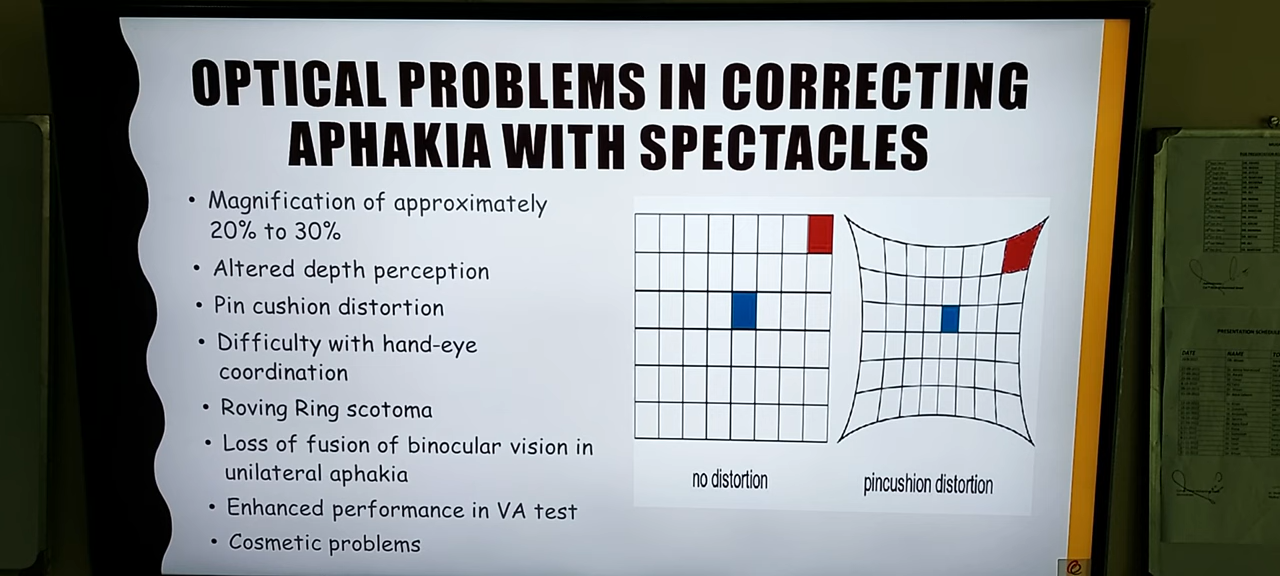 OPTICAL PROBLEMS IN CORRECTING
APHAKIA WITH SPECTACLES
• Magnification of approximately
20% to 30%
• Altered depth perception
• Pin cushion distortion
• Difficulty with hand-eye
coordination
• Roving Ring scotoma
• Loss of fusion of binocular vision in
unilateral aphakia
• Enhanced performance in VA test
• Cosmetic problems
no distortion
pincushion distortion
DATE NAME